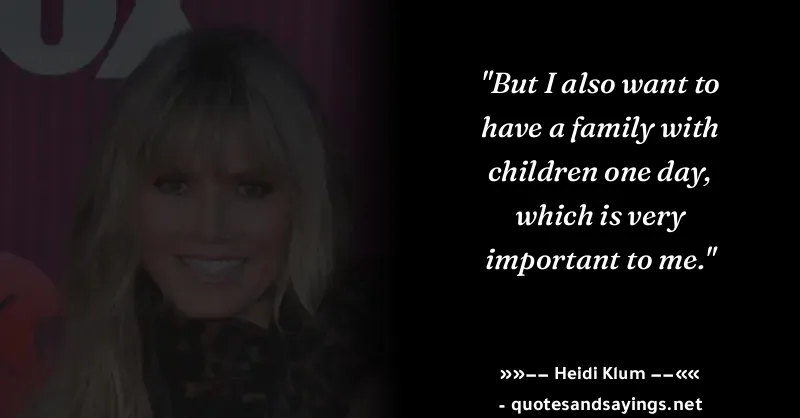 "But I also want to
have a family with
children one day,
which is very
important to me."
»»–– Heidi Klum ––««
- quotesandsayings.net